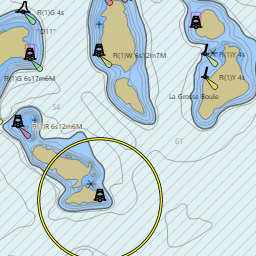 Fl(1)G 4s
"D11"
Fl(1)W 6s12m7M
Fl(1)Y 4s
Fl(1)G 6s17m6M
Fl(1)Y 4s
La Grosse Boule
54
Fl(1)R 6s12m6M
61